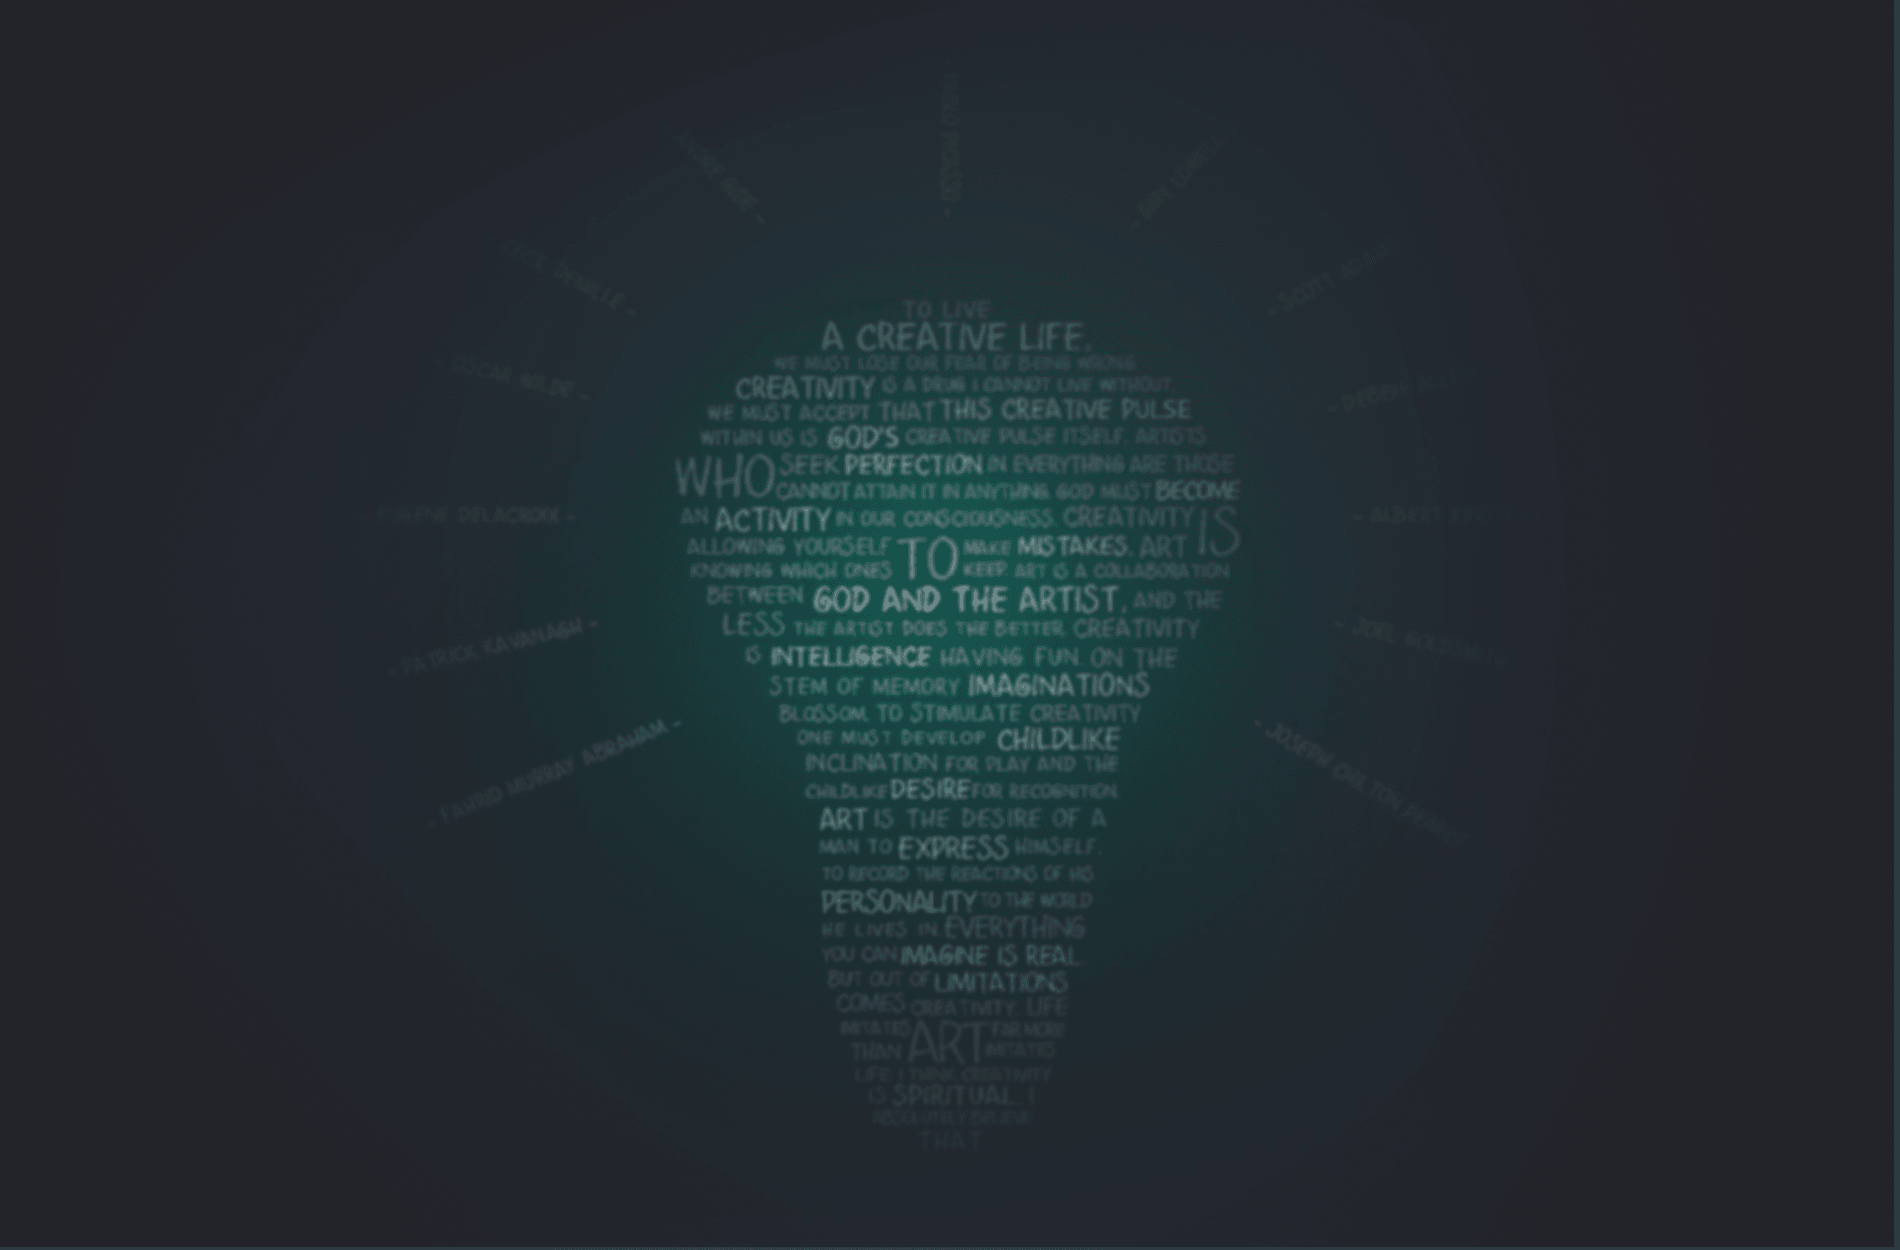 TO LIVE
A CREATIVE LIFE,
WE MUST LOSE OUR FEAR OF BEING WRONG.
CREATIVITY IS A DRUG I CANNOT LIVE WITHOUT.
WE MUST ACCEPT THAT THIS CREATIVE PULSE
WITHIN US IS GOD'S CREATIVE PULSE ITSELF. ARTISTS
WHO SEEK PERFECTION IN EVERYTHING ARE THOSE
CANNOT ATTAIN IT IN ANYTHING. GOD MUST BECOME
AN ACTIVITY IN OUR CONSCIOUSNESS. CREATIVITY IS
ALLOWING YOURSELF TO MAKE MISTAKES. ART
KNOWING WHICH ONES KEEP. ART IS A COLLABORATION
BETWEEN GOD AND THE ARTIST, AND THE
LESS THE ARTIST DOES THE BETTER. CREATIVITY
IS INTELLIGENCE HAVING FUN. ON THE
STEM OF MEMORY IMAGINATIONS
BLOSSOM. TO STIMULATE CREATIVITY
ONE MUST DEVELOP CHILDLIKE
INCLINATION FOR PLAY AND THE
CHILDLIKE DESIRE FOR RECOGNITION.
ART IS THE DESIRE OF A
MAN TO EXPRESS HIMSELF,
TO RECORD THE REACTIONS OF HIS
PERSONALITY TO THE WORLD
HE LIVES IN. EVERYTHING
YOU CAN IMAGINE IS REAL.
BUT OUT OF LIMITATIONS
COMES CREATIVITY. LIFE
IMITATES ART FAR MORE
THAN IMITATES
LIFE. I THINK CREATIVITY
IS SPIRITUAL. I
ABSOLUTELY BELIEVE
THAT
- FAHRID MURRAY ABRAHAM -
- PATRICK KAVANAGH -
EUGENE DELACROIX -
- OSCAR WILDE -
DEMILLE -
GIDE -
- PICASSO
- LOWELL
- SCOTT ADAMS
- DEBBIE ALLEN
- ALBERT EINSTEIN
- JOEL GOLDSMITH
- JOSEPH CHILTON PEARCE